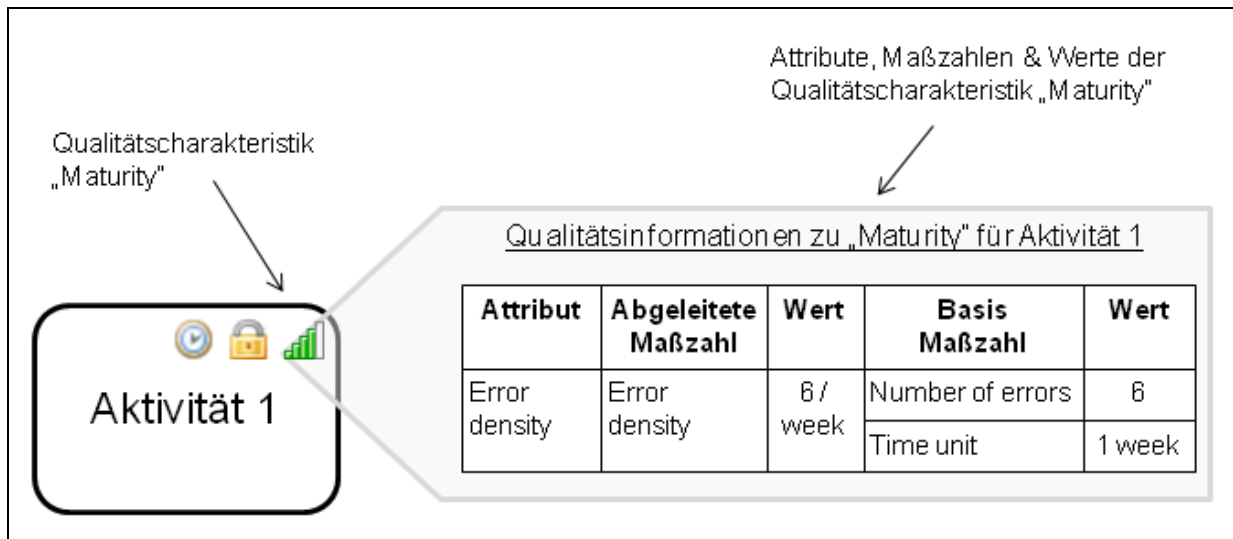 Attribute, Maßzahlen & Werte der
Qualitätscharakteristik „Maturity"
Qualitätscharakteristik
„Maturity"
Qualitätsinformationen zu „Maturity" für Aktivität 1
Attribut Abgeleitete Wert Basis Wert
Maßzahl Maßzahl
Error Error 6 / Number of errors 6
density density week
Time unit 1 week
Aktivität 1